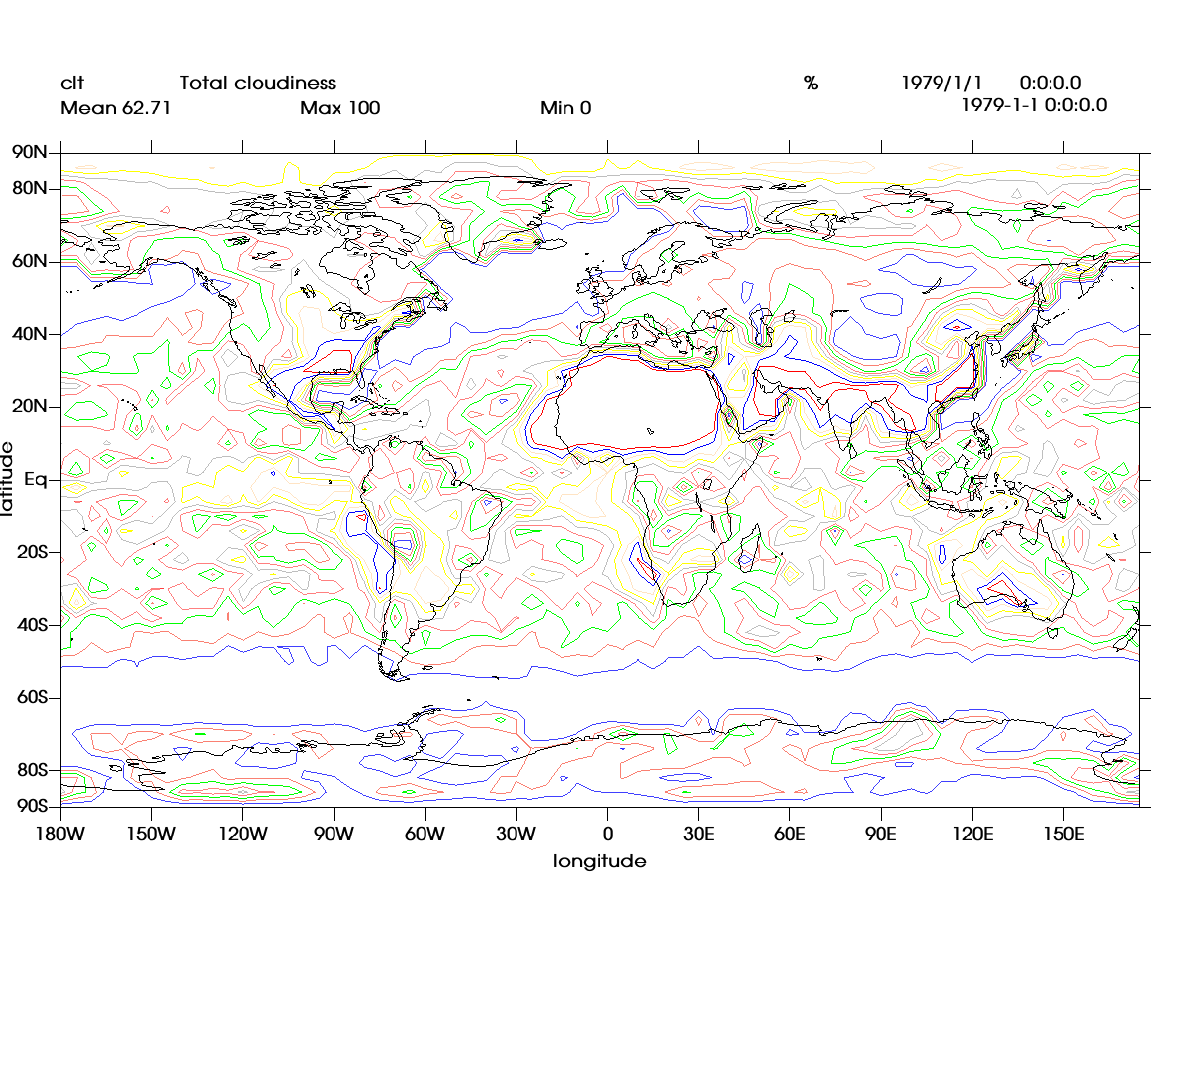 clt Total cloudiness % 1979/1/1 0:0:0.0
Mean 62.71 Max 100 Min 0 1979-1-1 0:0:0.0
90N
80N
60N
40N
20N
Eq
20S
40S
60S
80S
90S
latitude
180W 150W 120W 90W 60W 30W 0 30E 60E 90E 120E 150E
longitude